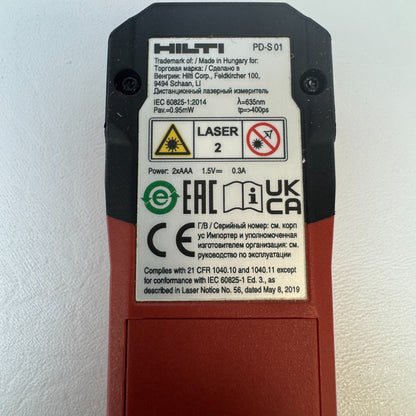 HILTI PD-S 01
Trademark of: / Made in Hungary for:
Торговая марка: / Сделано в
Венгрии: Hilti Corp., Feldkircher 100,
9494 Schaan, LI
Дистанционный лазерный измеритель
IEC 60825-1:2014 λ=635nm
Pav.=0.95mW tp=>400ps
LASER
2
Power: 2xAAA 1.5V 0.3A
e EAC i UK
CA
CE
Г/В / Серийный номер: см. корп
ус Импортер и уполномоченная
изготовителем организация: см.
руководство по эксплуатации
Complies with 21 CFR 1040.10 and 1040.11 except
for conformance with IEC 60825-1 Ed. 3., as
described in Laser Notice No. 56, dated May 8, 2019